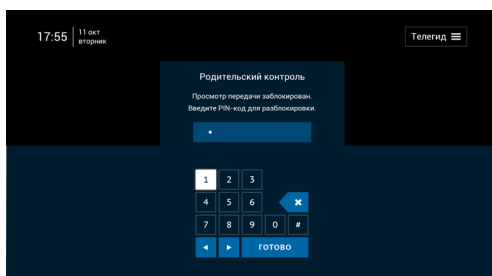 17:55
11 окт
вторник
Телегид
Родительский контроль
Просмотр передачи заблокирован.
Введите PIN-код для разблокировки.
1 2 3
4 5 6
7 8 9 0 #
ГОТОВО